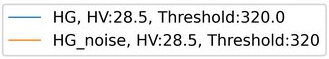 HG, HV:28.5, Threshold:320.0
HG_noise, HV:28.5, Threshold:320